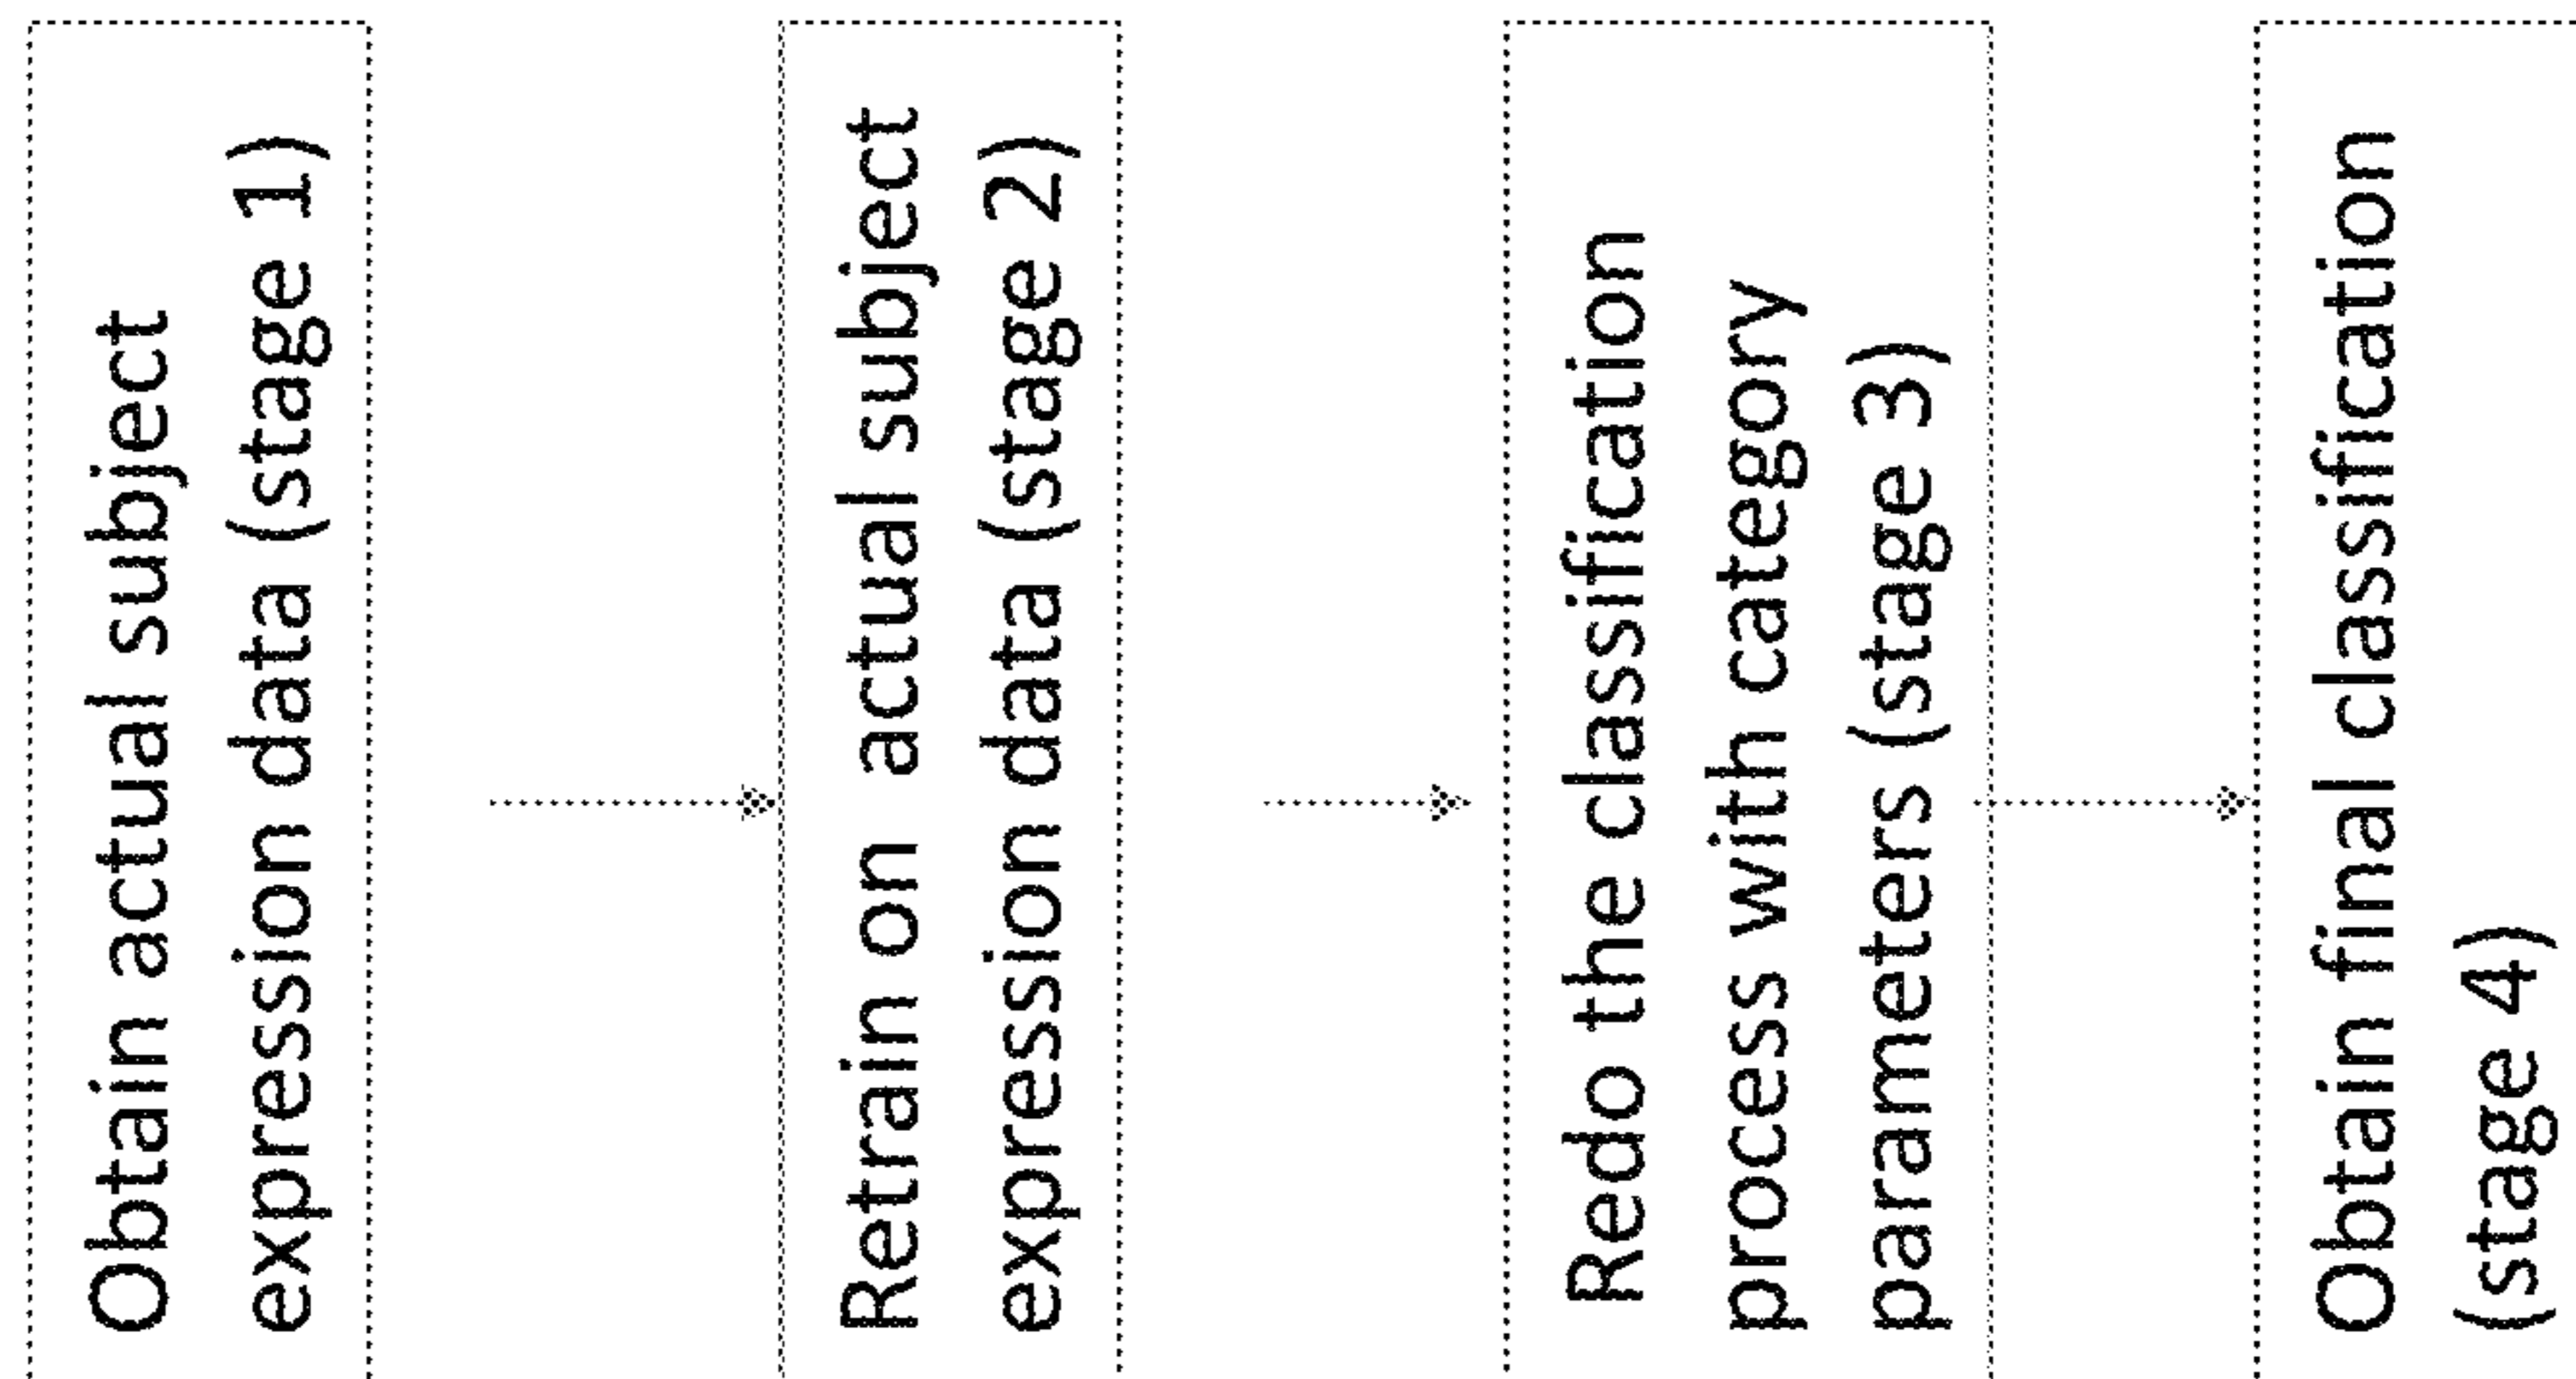 Obtain actual subject
expression data (stage 1)
Retrain on actual subject
expression data (stage 2)
Redo the classification
process with category
parameters (stage 3)
Obtain final classification
(stage 4)